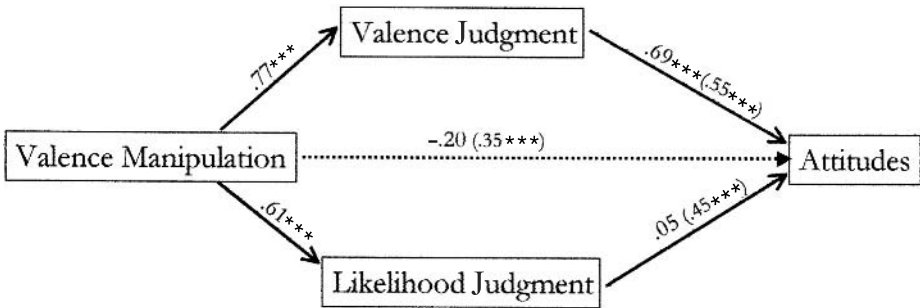 Valence Judgment
.77***
.69***(.55***)
Valence Manipulation
-.20 (.35***)
Attitudes
.61***
.05 (.45***)
Likelihood Judgment